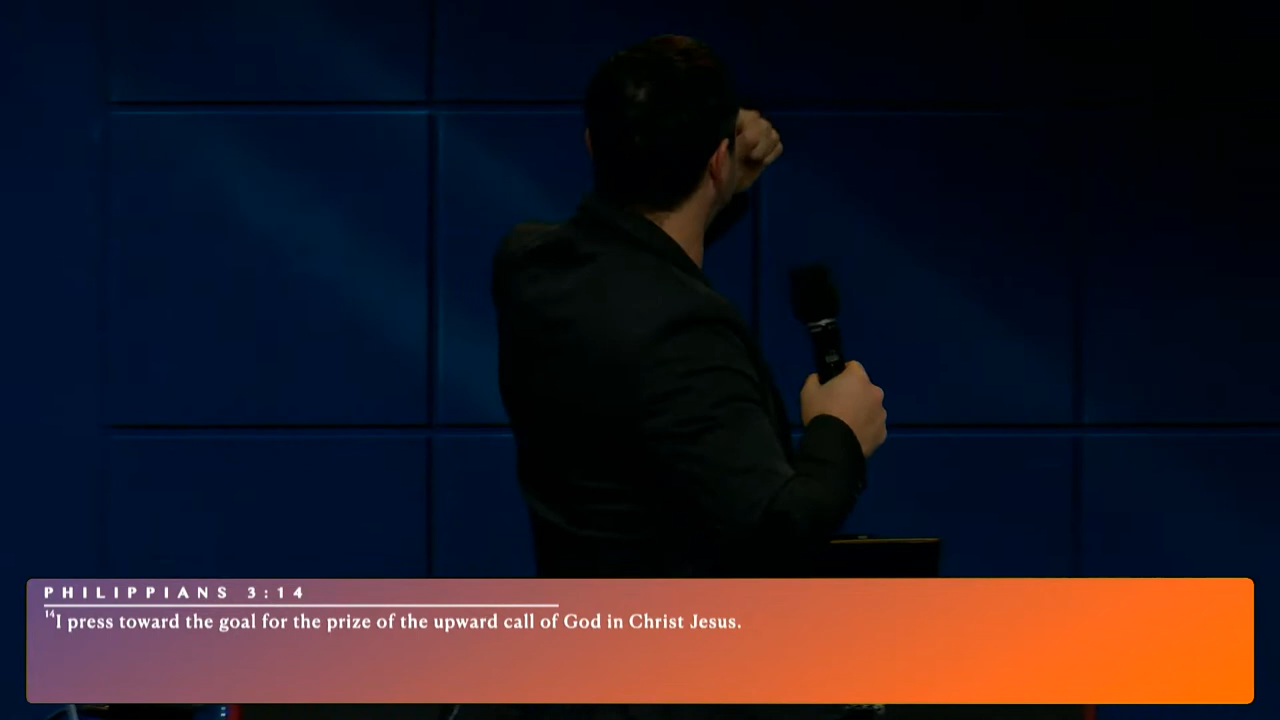 PHILIPPIANS 3:14
¹⁴I press toward the goal for the prize of the upward call of God in Christ Jesus.